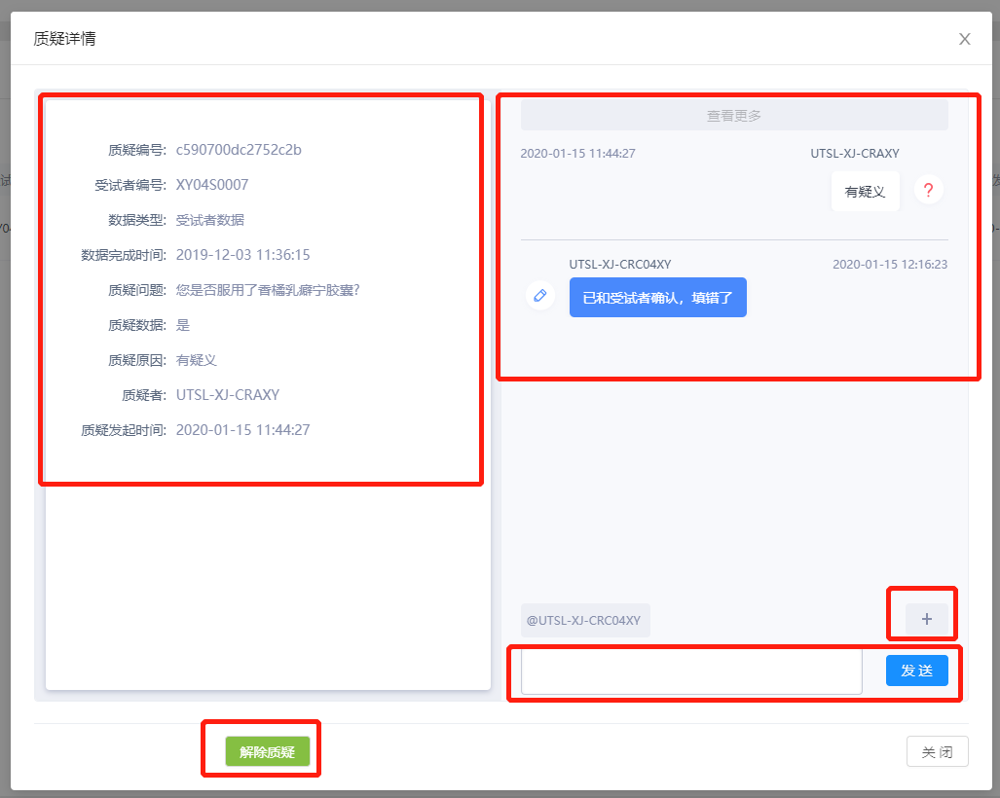 质疑详情
质疑编号: c590700dc2752c2b
受试者编号: XY04S0007
数据类型: 受试者数据
数据完成时间: 2019-12-03 11:36:15
质疑问题: 您是否服用了香橘乳癖宁胶囊?
质疑数据: 是
质疑原因: 有疑义
质疑者: UTSL-XJ-CRAXY
质疑发起时间: 2020-01-15 11:44:27
查看更多
2020-01-15 11:44:27 UTSL-XJ-CRAXY
有疑义 ?
UTSL-XJ-CRC04XY 2020-01-15 12:16:23
已和受试者确认，填错了
@UTSL-XJ-CRC04XY +
发 送
解除质疑
关 闭